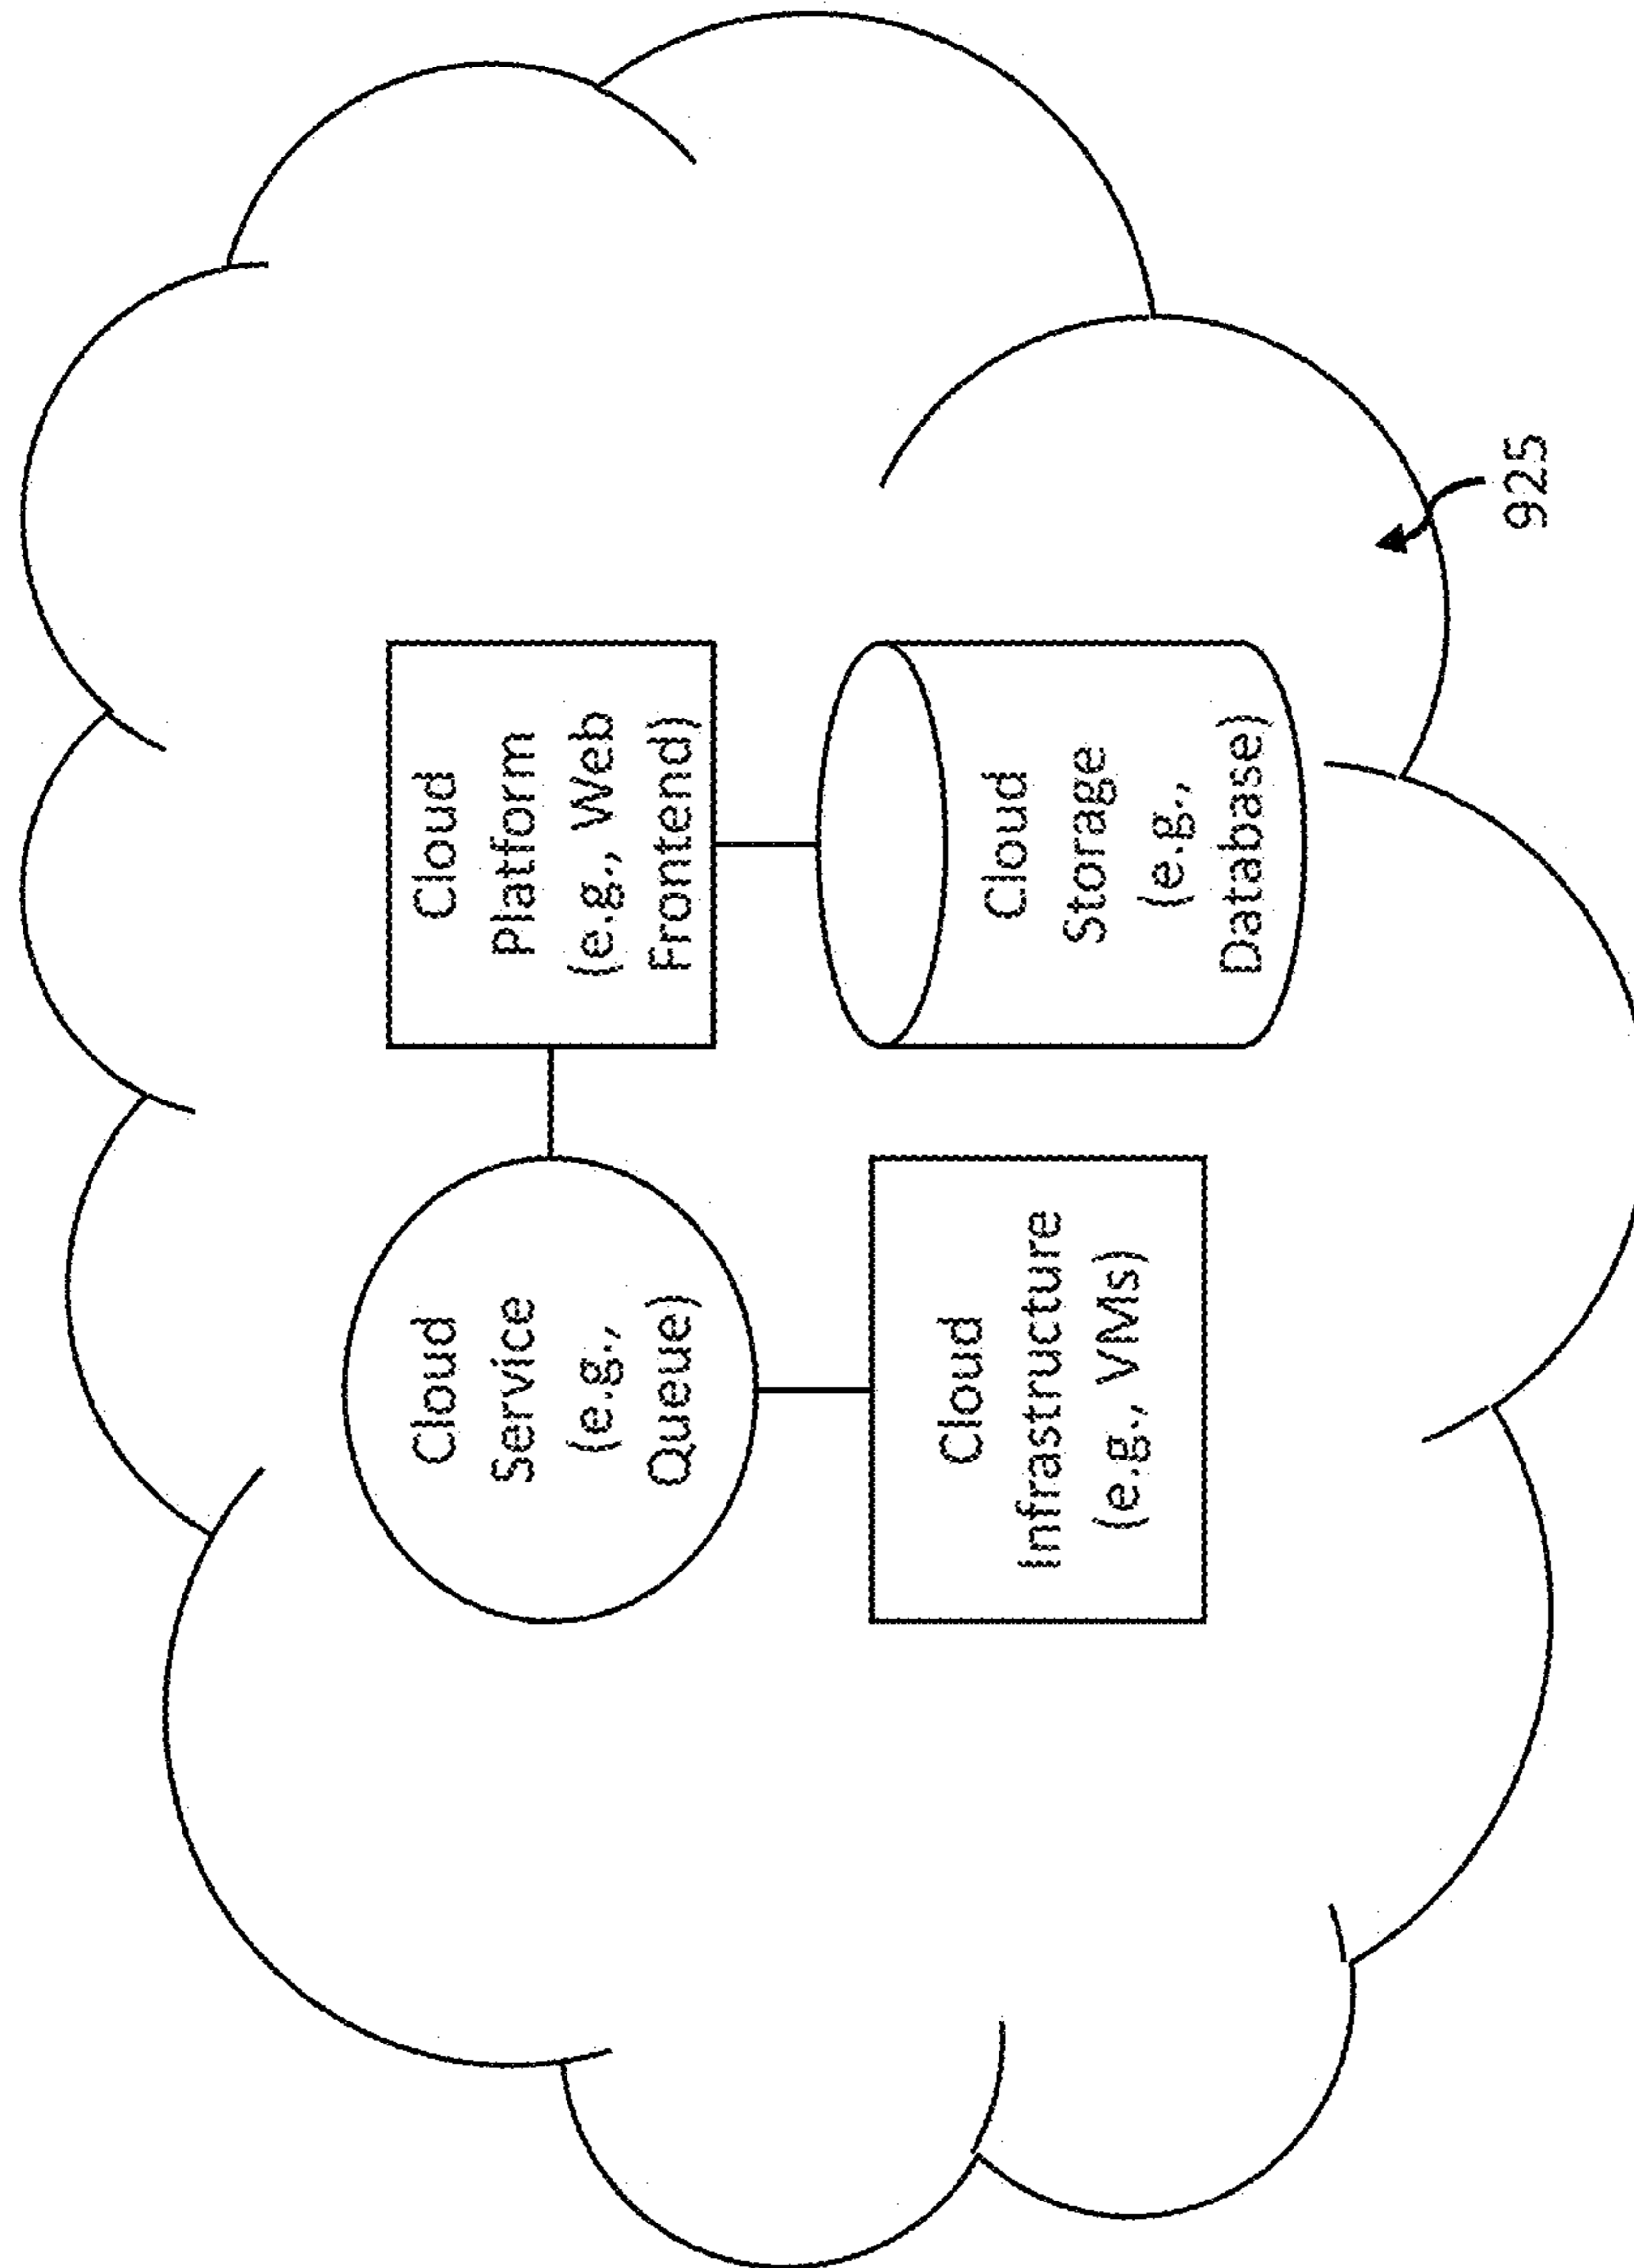 Cloud
Service
(e.g.,
Queue)
Cloud
Platform
(e.g., Web
Frontend)
Cloud
Infrastructure
(e.g., VMs)
Cloud
Storage
(e.g.,
Database)
925